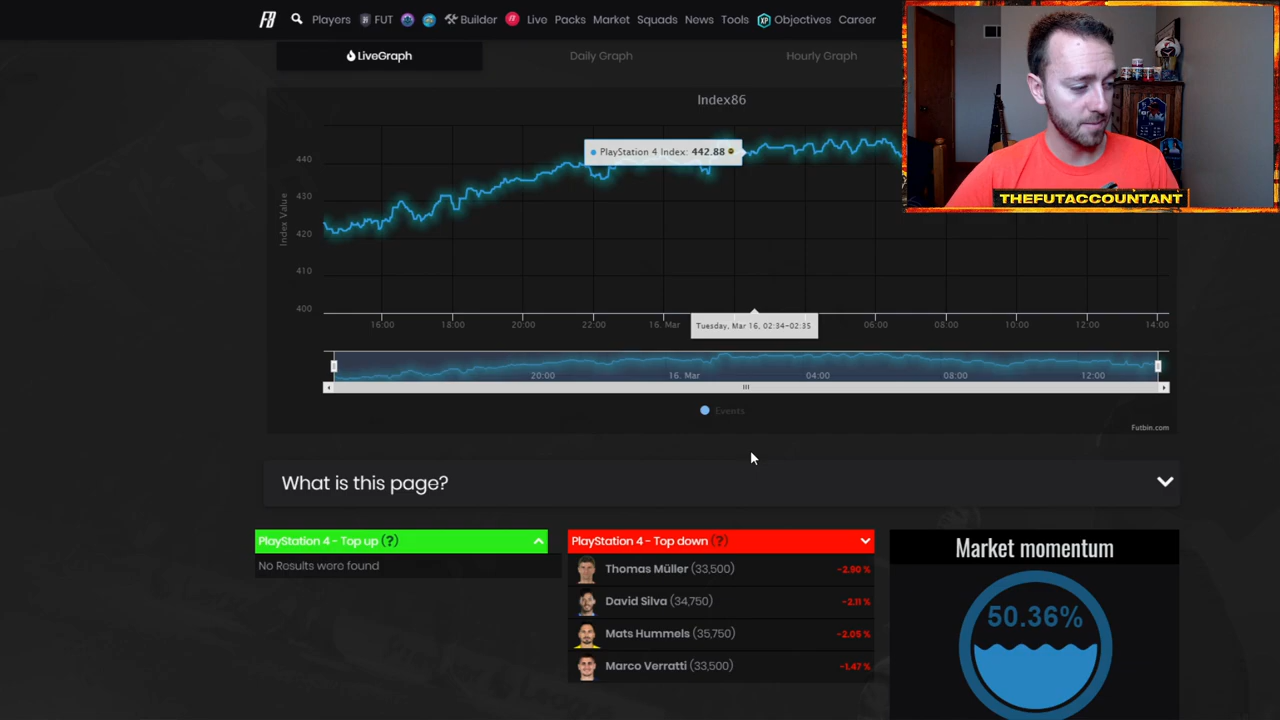 Players FUT Builder Live Packs Market Squads News Tools XP Objectives Career
LiveGraph Daily Graph Hourly Graph
Index86
PlayStation 4 Index: 442.88
Index Value
440
430
420
410
400
16:00 18:00 20:00 22:00 16. Mar 06:00 08:00 10:00 12:00 14:00
Tuesday, Mar 16, 02:34-02:35
20:00 16. Mar 04:00 08:00 12:00
Events
Futbin.com
THEFUTACCOUNTANT
What is this page?
PlayStation 4 - Top up (?)
No Results were found
PlayStation 4 - Top down (?)
Thomas Müller (33,500) -2.90 %
David Silva (34,750) -2.11 %
Mats Hummels (35,750) -2.05 %
Marco Verratti (33,500) -1.47 %
Market momentum
50.36%